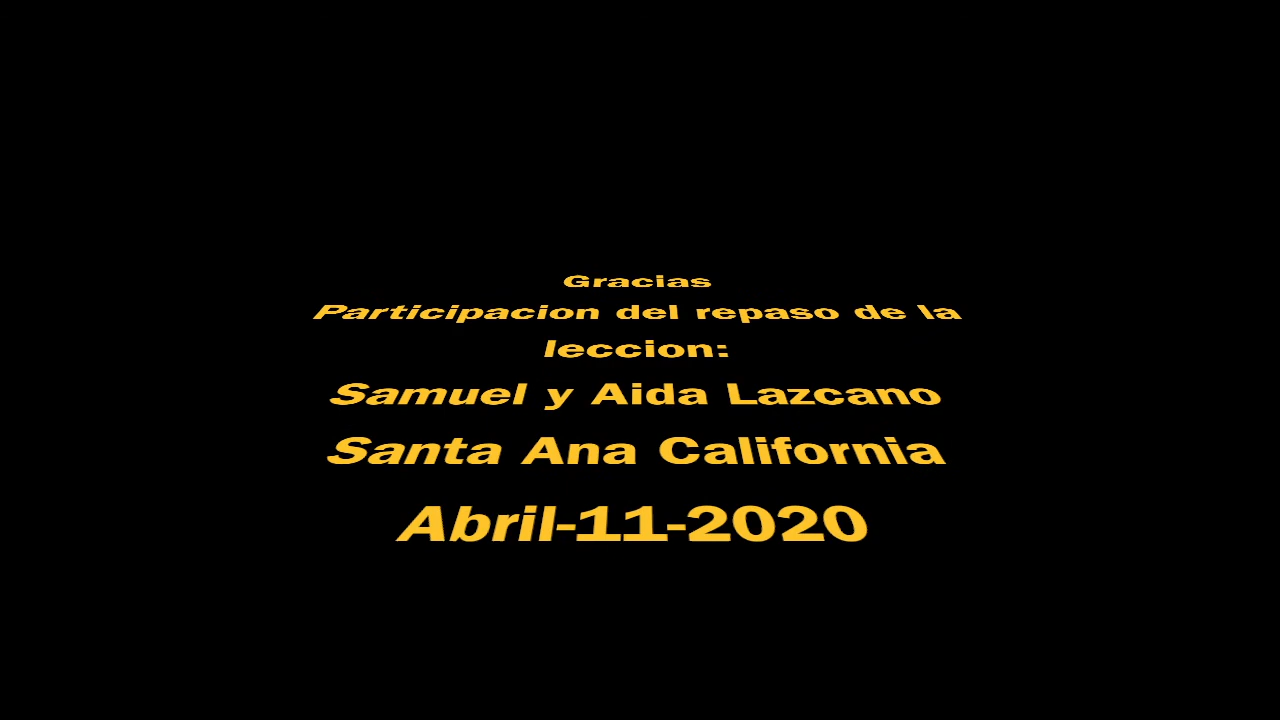 Gracias
Participacion del repaso de la
leccion:
Samuel y Aida Lazcano
Santa Ana California
Abril-11-2020